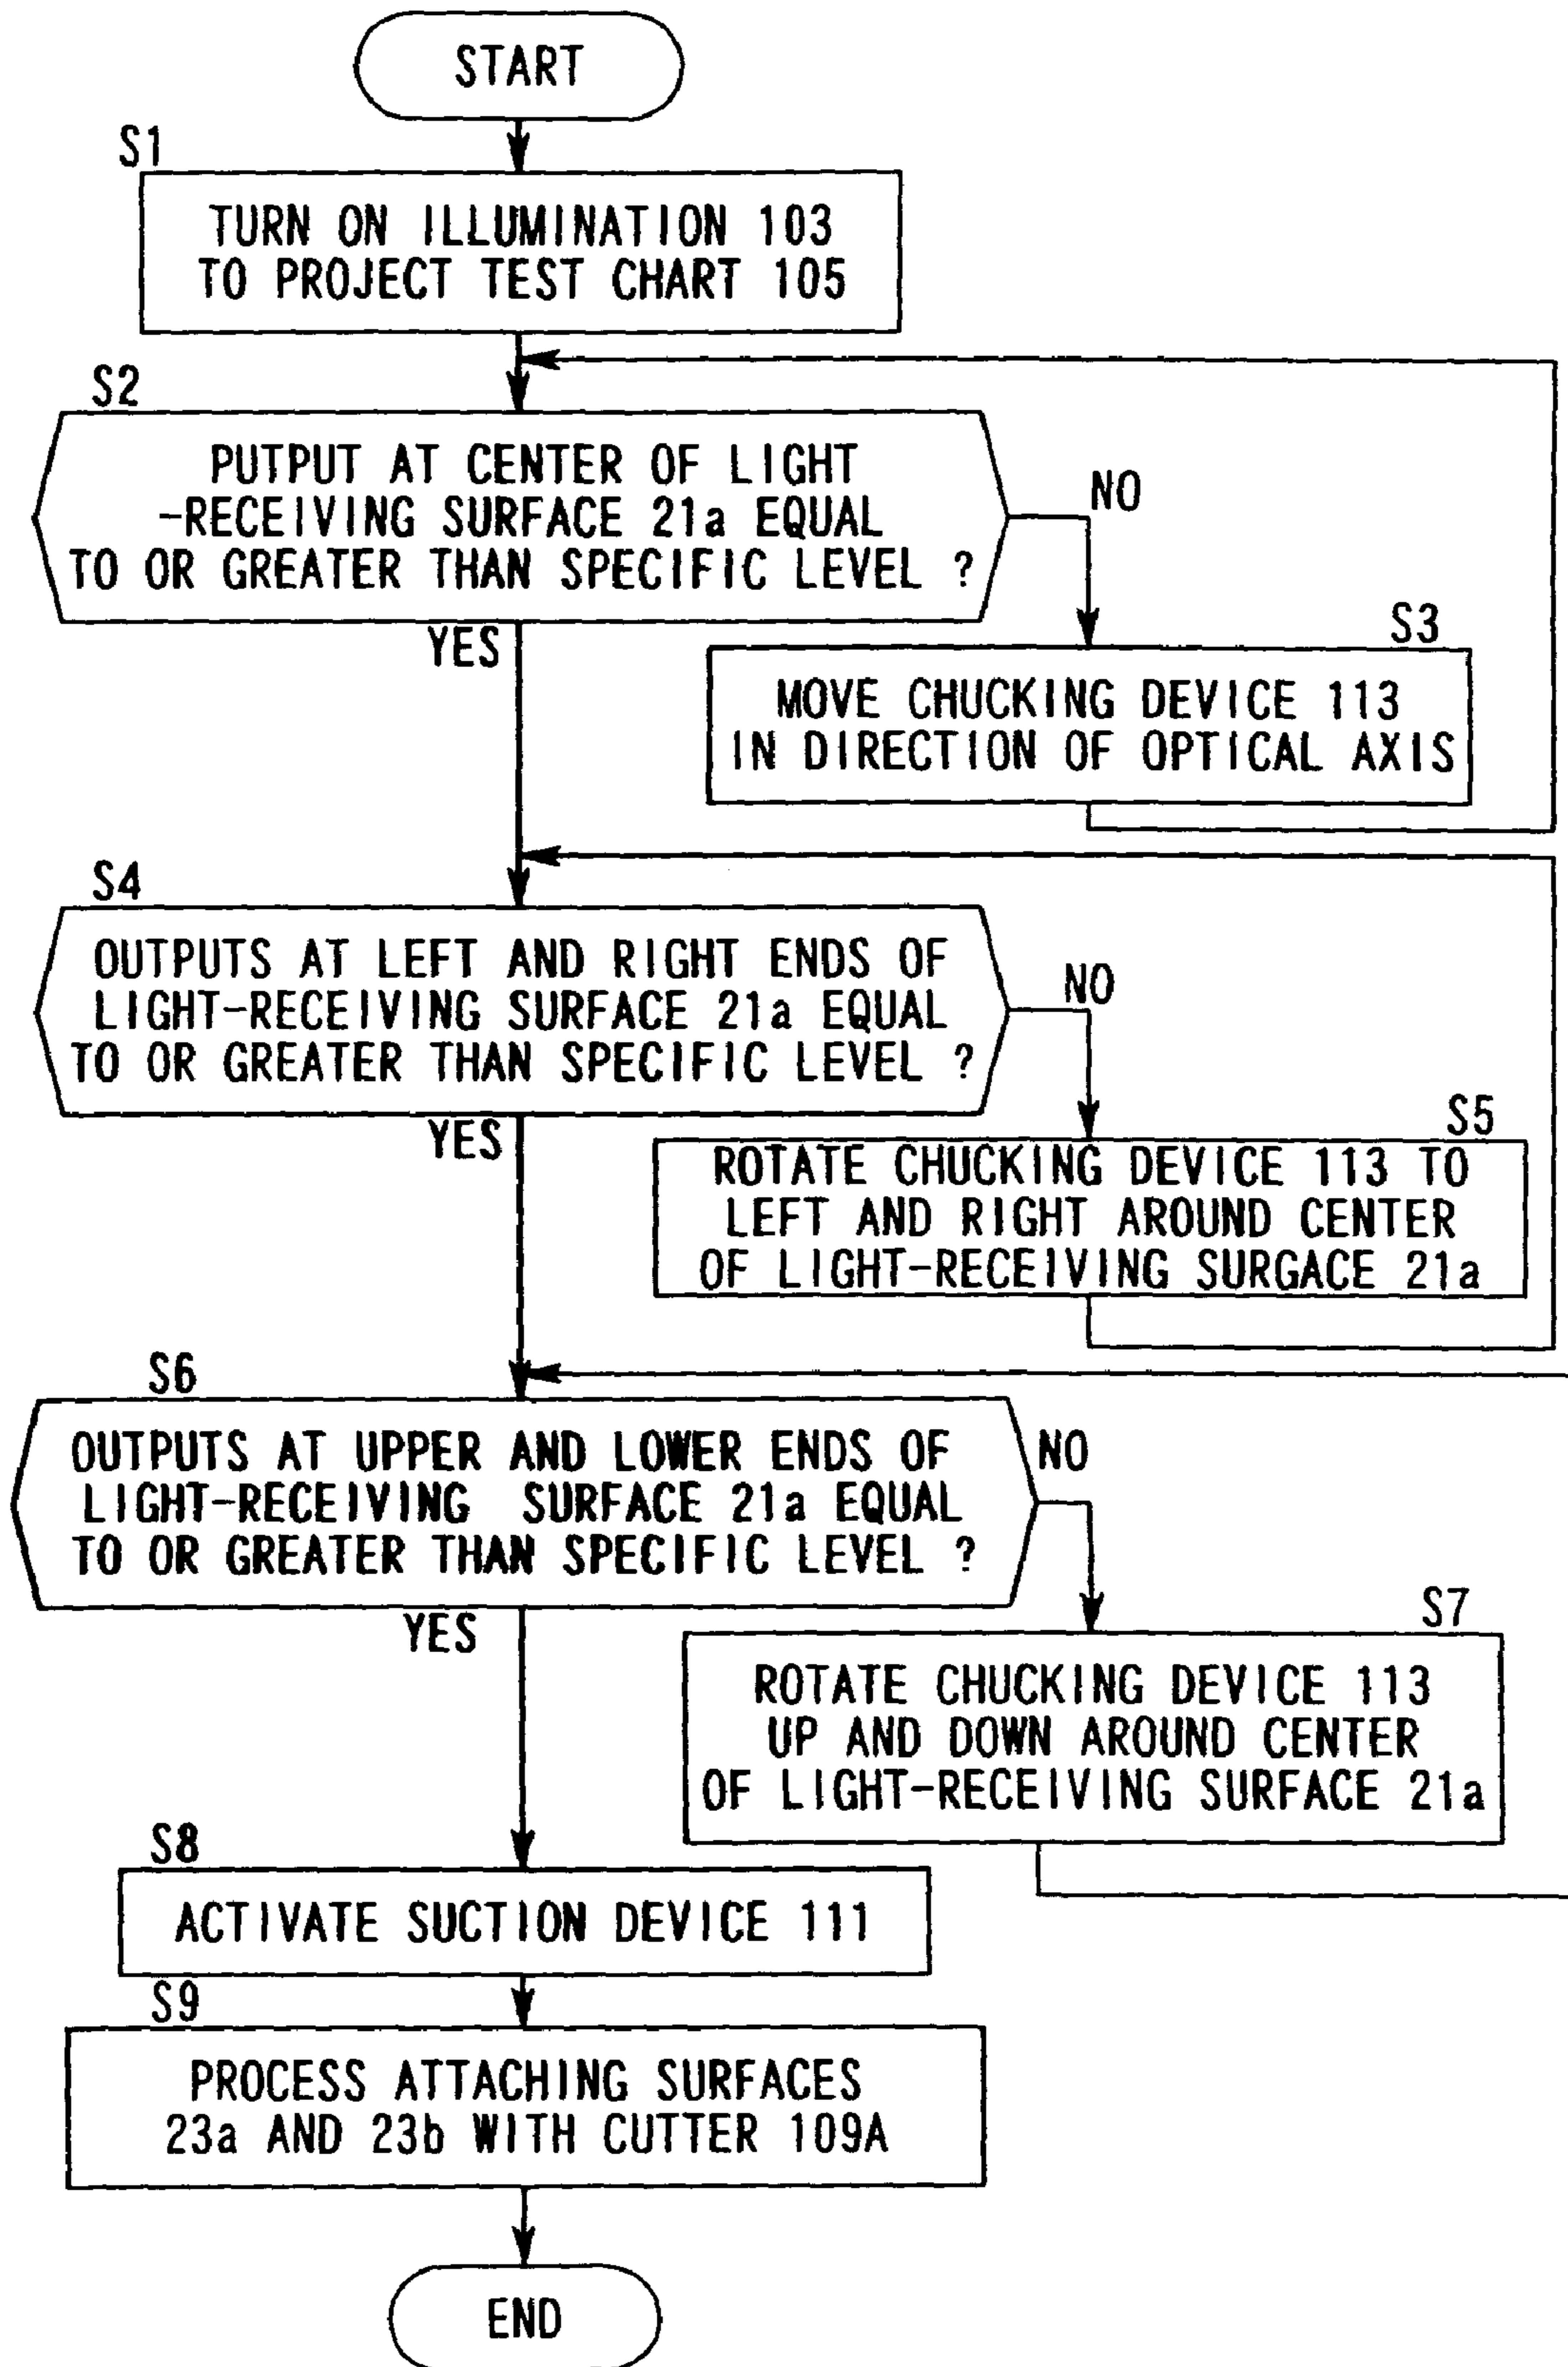 START
S1
TURN ON ILLUMINATION 103
TO PROJECT TEST CHART 105
S2
PUTPUT AT CENTER OF LIGHT
-RECEIVING SURFACE 21a EQUAL
TO OR GREATER THAN SPECIFIC LEVEL ?
NO
YES
S3
MOVE CHUCKING DEVICE 113
IN DIRECTION OF OPTICAL AXIS
S4
OUTPUTS AT LEFT AND RIGHT ENDS OF
LIGHT-RECEIVING SURFACE 21a EQUAL
TO OR GREATER THAN SPECIFIC LEVEL ?
NO
YES
S5
ROTATE CHUCKING DEVICE 113 TO
LEFT AND RIGHT AROUND CENTER
OF LIGHT-RECEIVING SURGACE 21a
S6
OUTPUTS AT UPPER AND LOWER ENDS OF
LIGHT-RECEIVING SURFACE 21a EQUAL
TO OR GREATER THAN SPECIFIC LEVEL ?
NO
YES
S7
ROTATE CHUCKING DEVICE 113
UP AND DOWN AROUND CENTER
OF LIGHT-RECEIVING SURFACE 21a
S8
ACTIVATE SUCTION DEVICE 111
S9
PROCESS ATTACHING SURFACES
23a AND 23b WITH CUTTER 109A
END